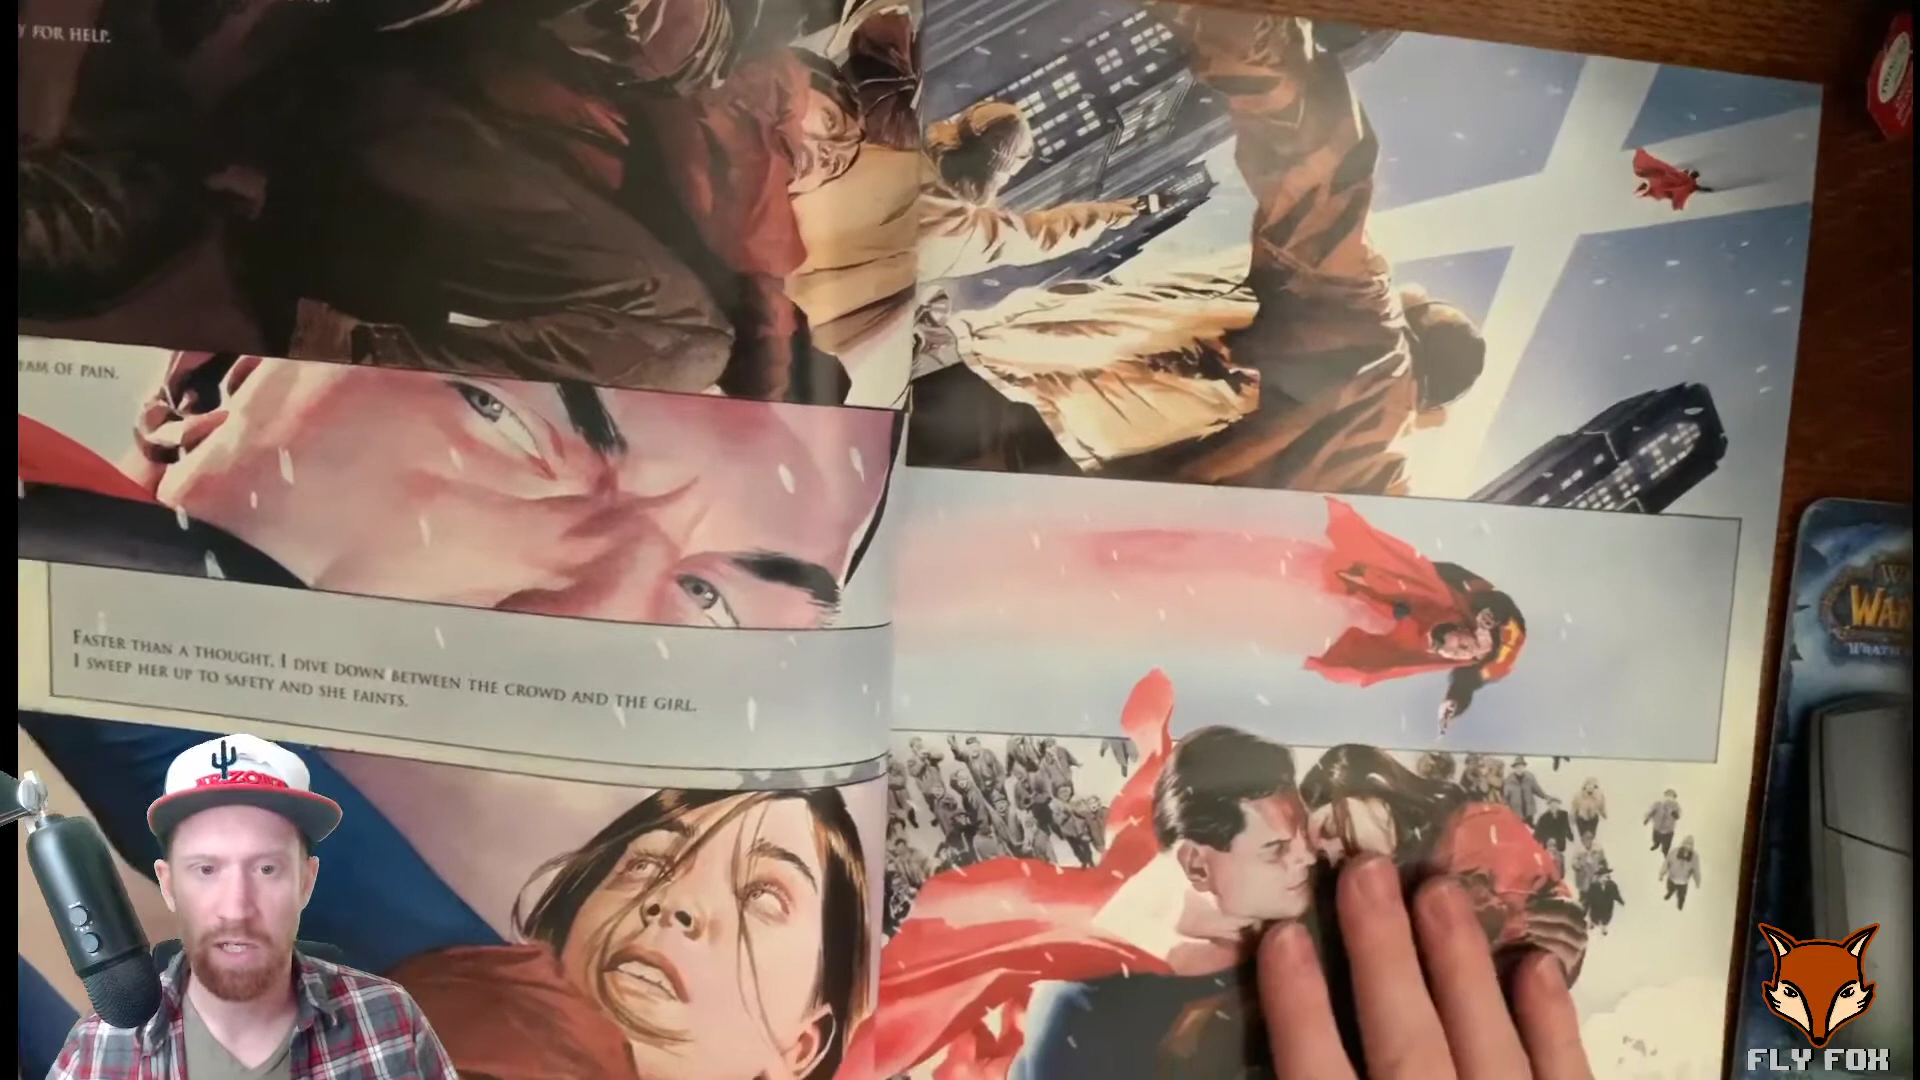 Y FOR HELP.
OF PAIN.
FASTER THAN A THOUGHT, I DIVE DOWN BETWEEN THE CROWD AND THE GIRL.
I SWEEP HER UP TO SAFETY AND SHE FAINTS.
ARIZONA
WRATH
FLY FOX